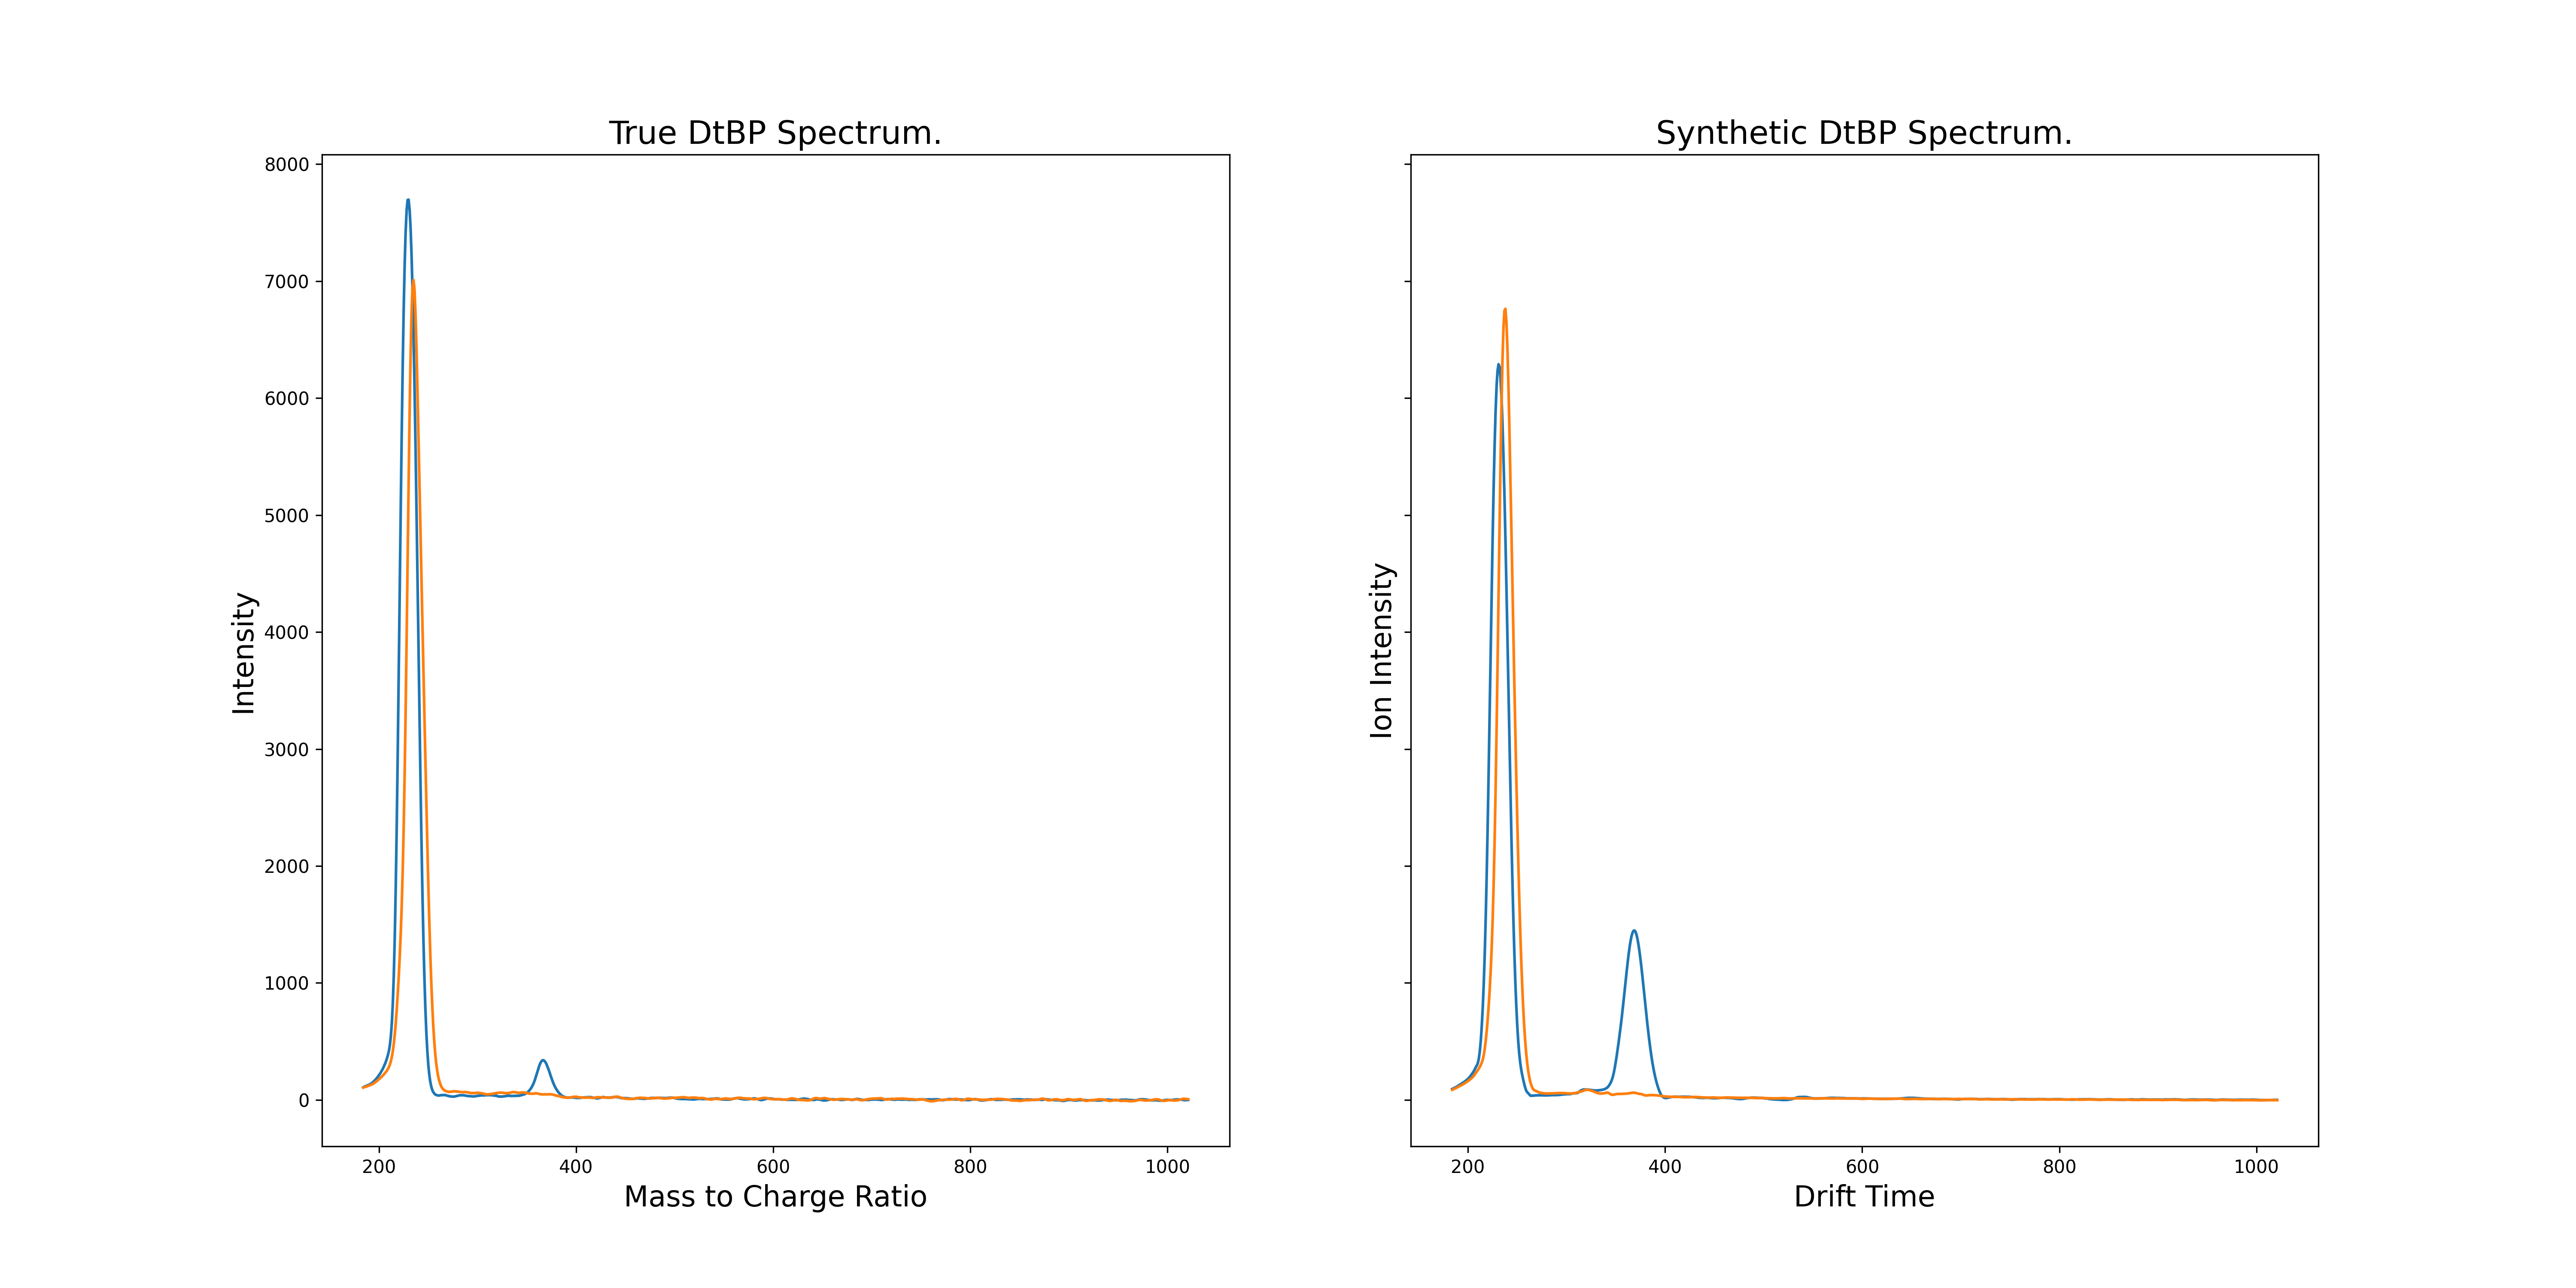 True DtBP Spectrum.
8000
7000
6000
5000
4000
3000
2000
1000
0
Intensity
200 400 600 800 1000
Mass to Charge Ratio
Synthetic DtBP Spectrum.
Ion Intensity
200 400 600 800 1000
Drift Time